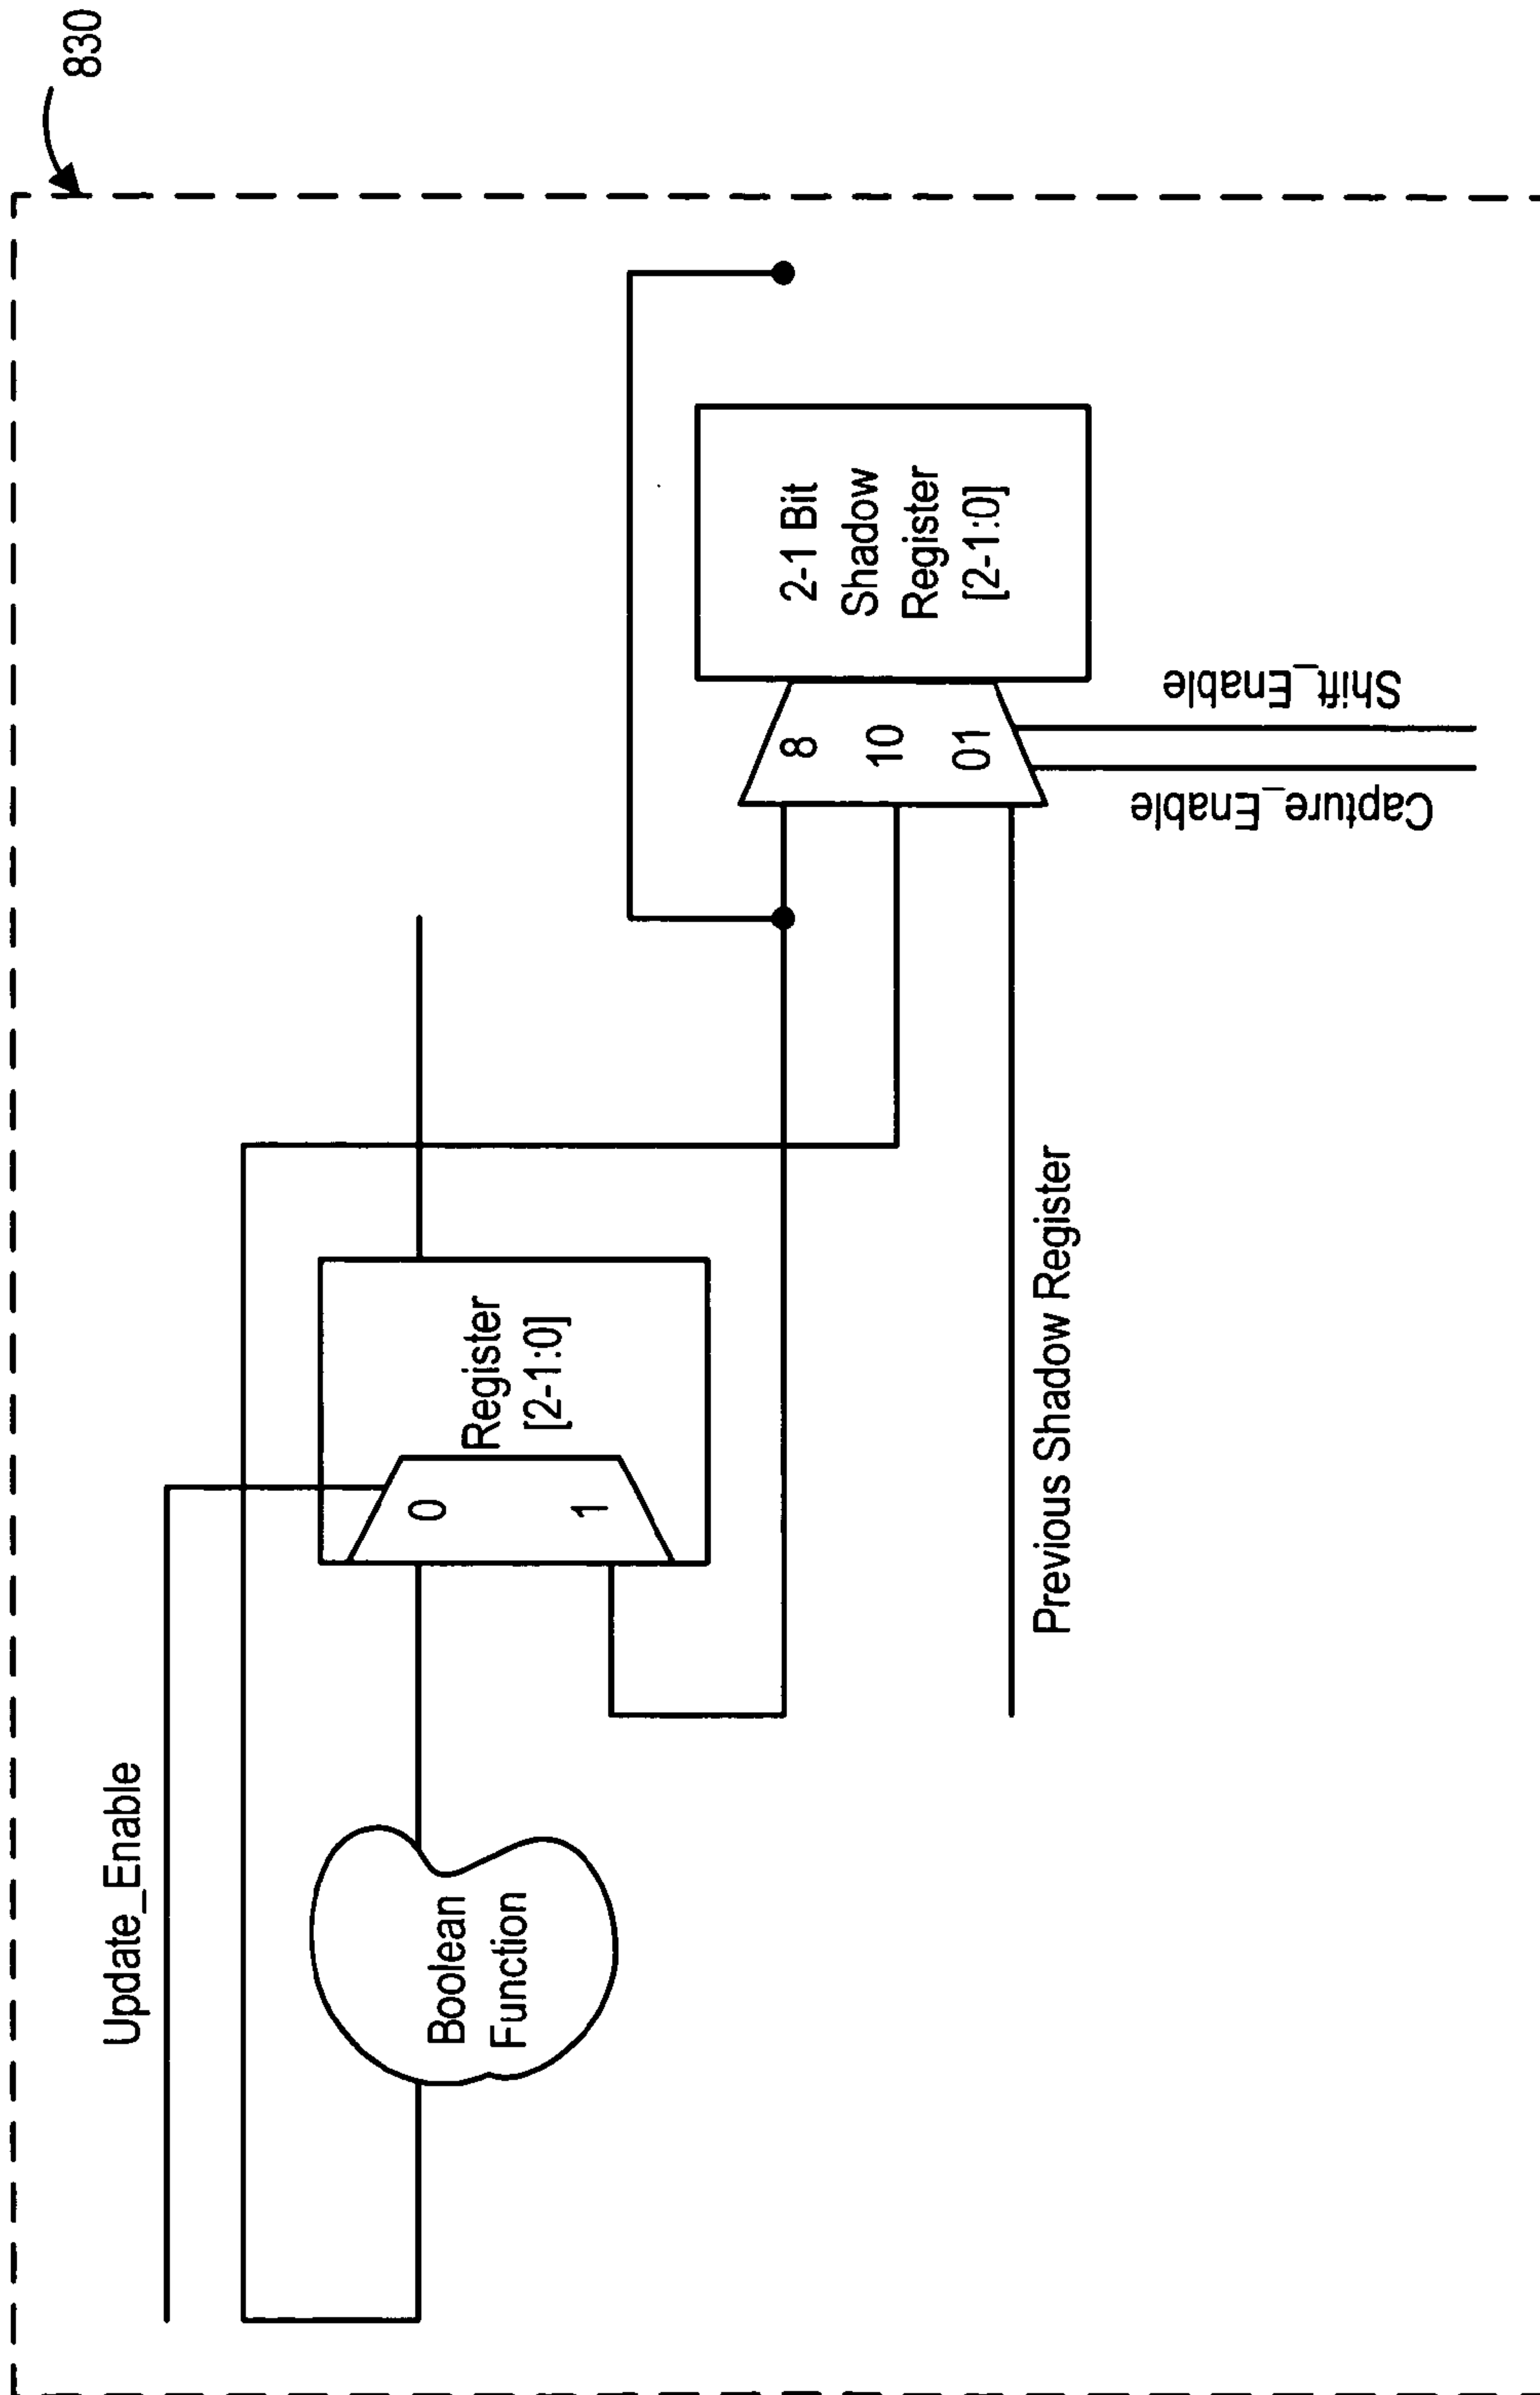 830
Update_Enable
Boolean
Function
0
1
Register
[2-1:0]
Previous Shadow Register
8
10
01
2-1 Bit
Shadow
Register
[2-1:0]
Capture_Enable
Shift_Enable